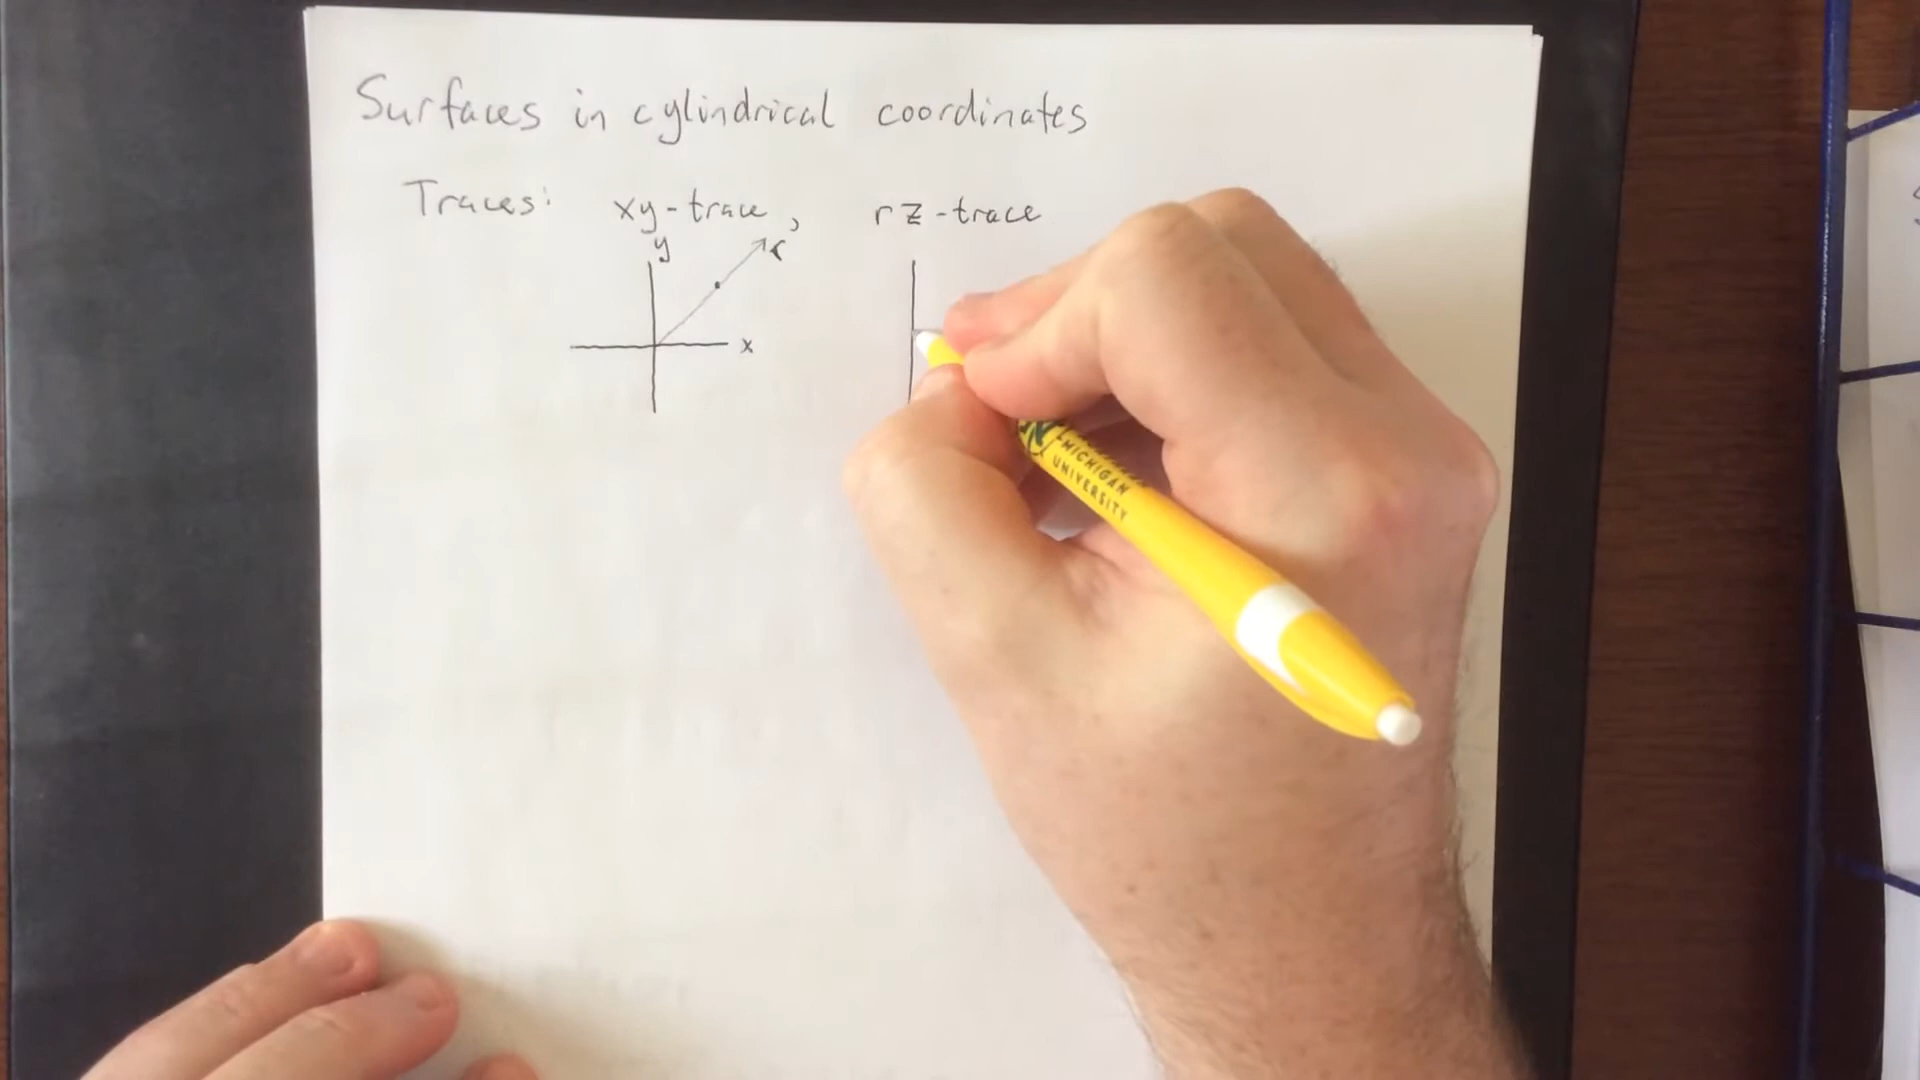 Surfaces in cylindrical coordinates
Traces: xy-trace, rz-trace
y
r
x
MICHIGAN
UNIVERSITY